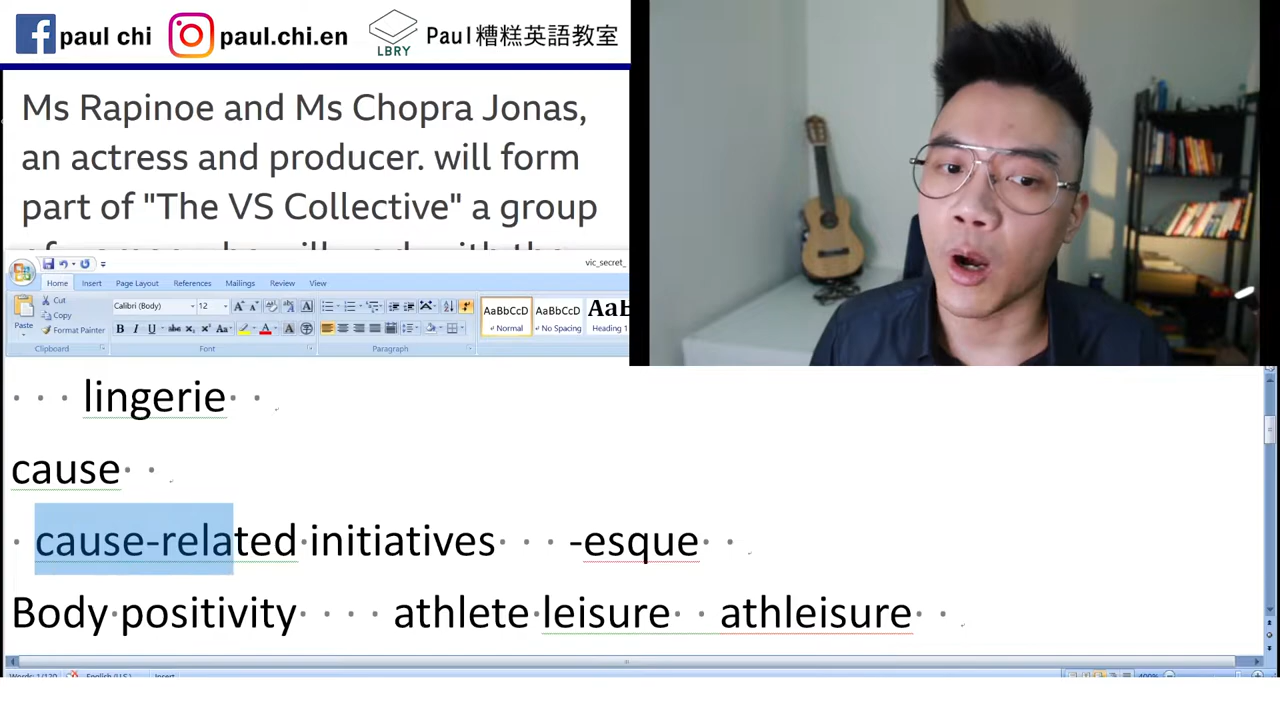 paul chi
paul.chi.en
LBRY
Paul糟糕英語教室
Ms Rapinoe and Ms Chopra Jonas,
an actress and producer. will form
part of "The VS Collective" a group
vic_secret_
Home Insert Page Layout References Mailings Review View
Cut
Copy
Format Painter
Paste
Clipboard
Calibri (Body) 12
Font
Paragraph
AaBbCcD AaBbCcD AaB
Normal No Spacing Heading 1
lingerie
cause
cause-related initiatives -esque
Body positivity athlete leisure athleisure